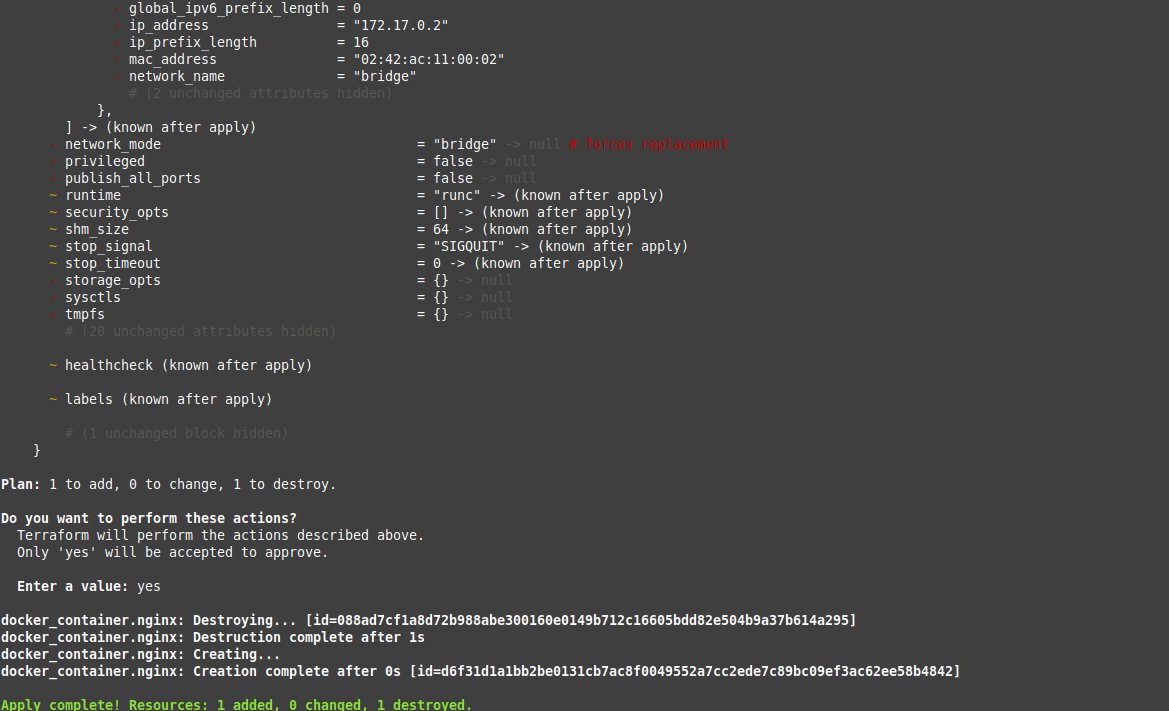 - global_ipv6_prefix_length = 0
- ip_address                = "172.17.0.2"
- ip_prefix_length          = 16
- mac_address               = "02:42:ac:11:00:02"
- network_name              = "bridge"
# (2 unchanged attributes hidden)
},
] -> (known after apply)
- network_mode = "bridge" -> null # forces replacement
- privileged = false -> null
- publish_all_ports = false -> null
~ runtime = "runc" -> (known after apply)
~ security_opts = [] -> (known after apply)
~ shm_size = 64 -> (known after apply)
~ stop_signal = "SIGQUIT" -> (known after apply)
~ stop_timeout = 0 -> (known after apply)
- storage_opts = {} -> null
- sysctls = {} -> null
- tmpfs = {} -> null
# (20 unchanged attributes hidden)
~ healthcheck (known after apply)
~ labels (known after apply)
# (1 unchanged block hidden)
}
Plan: 1 to add, 0 to change, 1 to destroy.
Do you want to perform these actions?
Terraform will perform the actions described above.
Only 'yes' will be accepted to approve.
Enter a value: yes
docker_container.nginx: Destroying... [id=088ad7cf1a8d72b988abe300160e0149b712c16605bdd82e504b9a37b614a295]
docker_container.nginx: Destruction complete after 1s
docker_container.nginx: Creating...
docker_container.nginx: Creation complete after 0s [id=d6f31d1a1bb2be0131cb7ac8f0049552a7cc2ede7c89bc09ef3ac62ee58b4842]
Apply complete! Resources: 1 added, 0 changed, 1 destroyed.